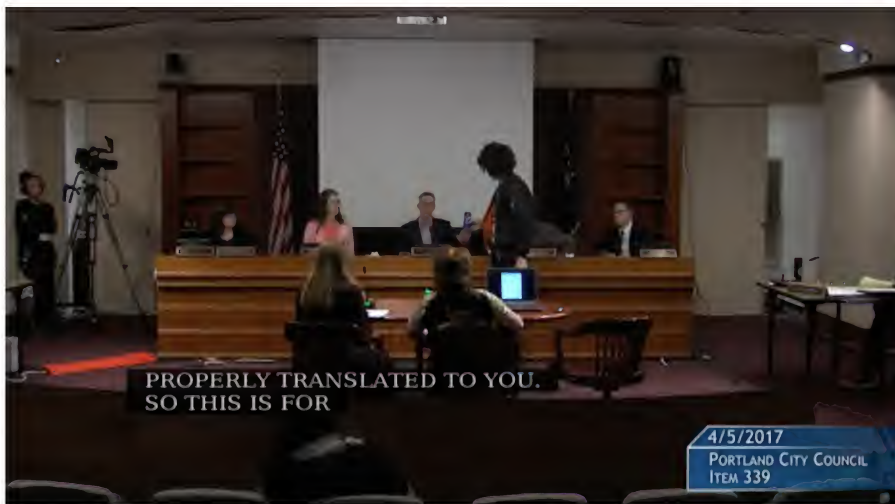 PROPERLY TRANSLATED TO YOU.
SO THIS IS FOR
4/5/2017
PORTLAND CITY COUNCIL
ITEM 339